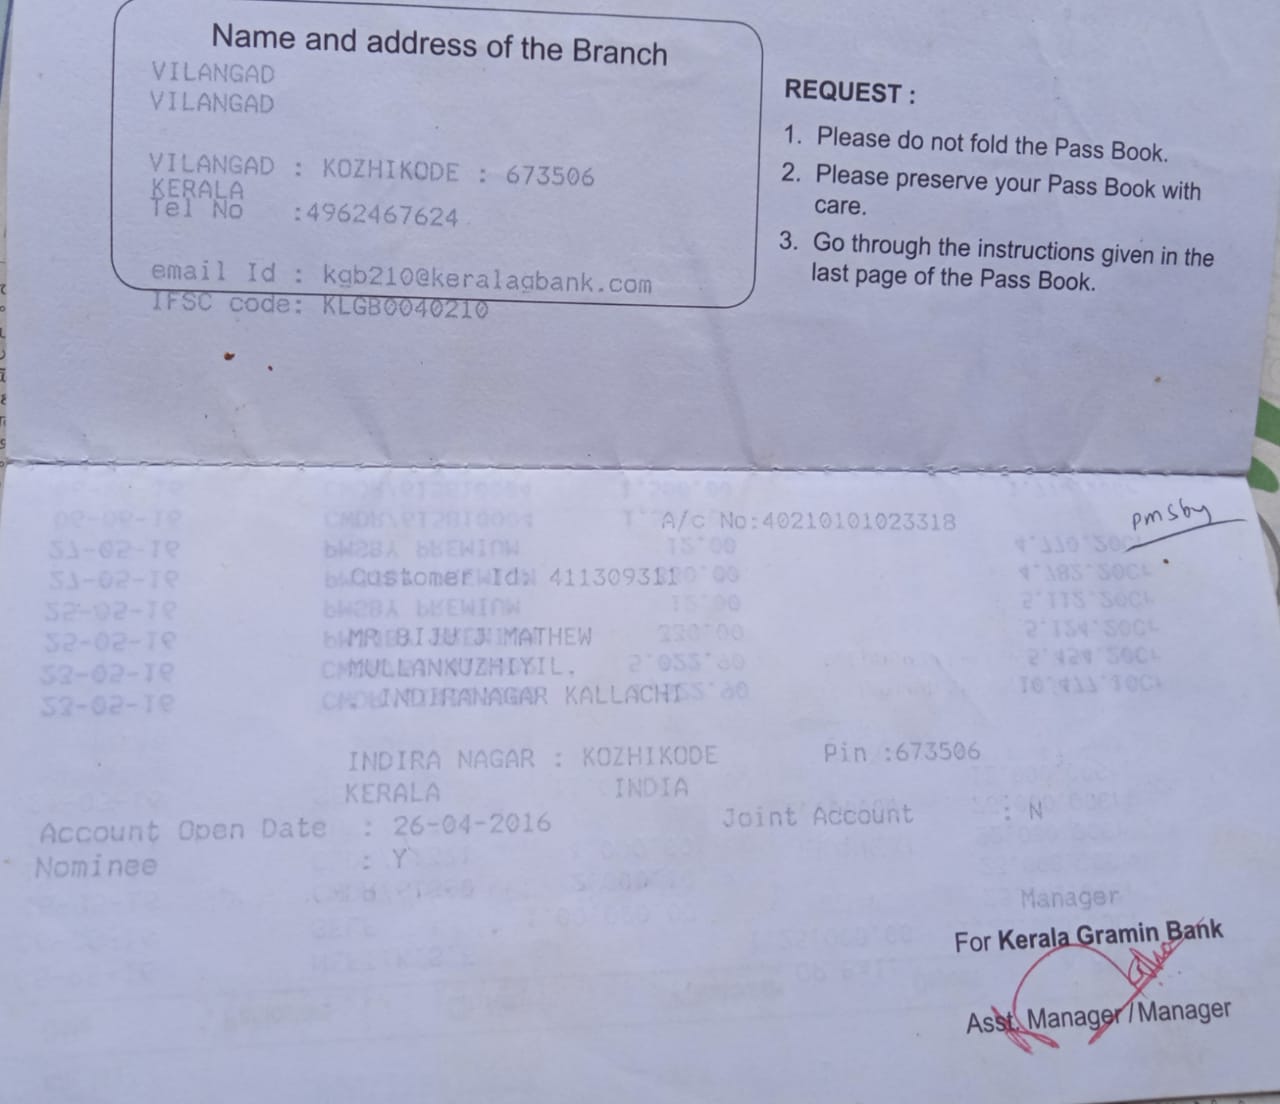 Name and address of the Branch
VILANGAD
VILANGAD
VILANGAD : KOZHIKODE : 673506
KERALA
Tel No :4962467624
email Id : kgb210@keralagbank.com
IFSC code: KLGB0040210
REQUEST :
1. Please do not fold the Pass Book.
2. Please preserve your Pass Book with
care.
3. Go through the instructions given in the
last page of the Pass Book.
A/c No:40210101023318
pmsby
Customer Id: 411309311
MR BIJU J MATHEW
MULLANKUZHIYIL.
INDIRANAGAR KALLACHI
INDIRA NAGAR : KOZHIKODE Pin :673506
KERALA INDIA
Account Open Date : 26-04-2016 Joint Account : N
Nominee : Y
Manager
For Kerala Gramin Bank
Asst. Manager / Manager